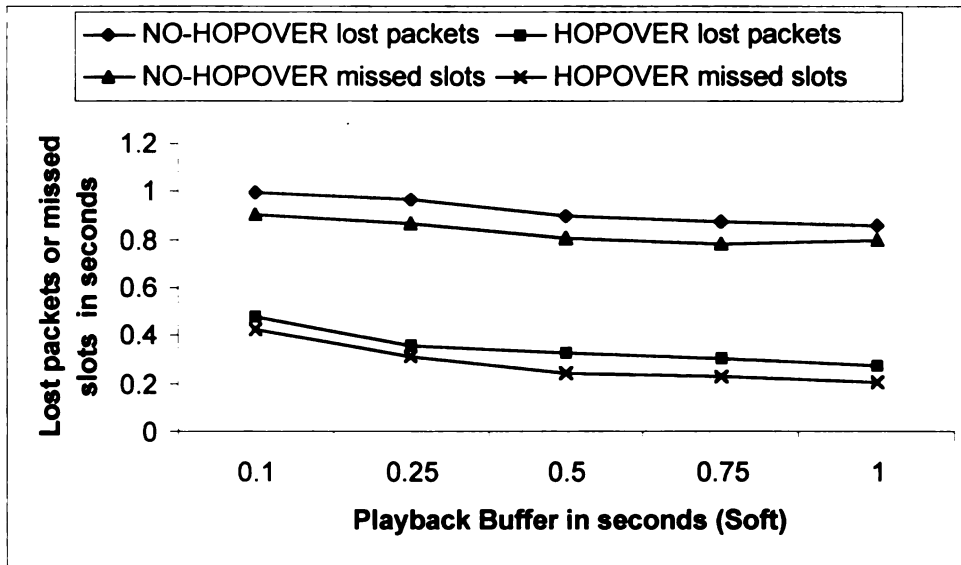 NO-HOPOVER lost packets HOPOVER lost packets
NO-HOPOVER missed slots HOPOVER missed slots
Lost packets or missed
slots in seconds
1.2
1
0.8
0.6
0.4
0.2
0
0.1 0.25 0.5 0.75 1
Playback Buffer in seconds (Soft)